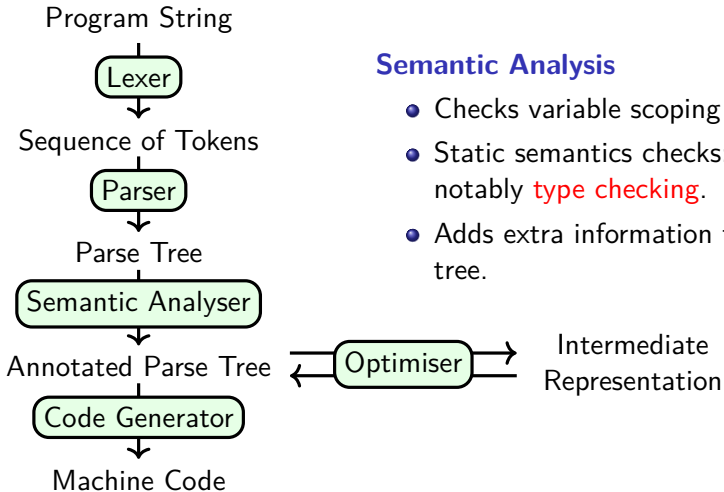 Program String
Lexer
Sequence of Tokens
Parser
Parse Tree
Semantic Analyser
Annotated Parse Tree
Code Generator
Machine Code
Optimiser
Intermediate
Representation
Semantic Analysis
Checks variable scoping
Static semantics checks
notably type checking.
Adds extra information
tree.